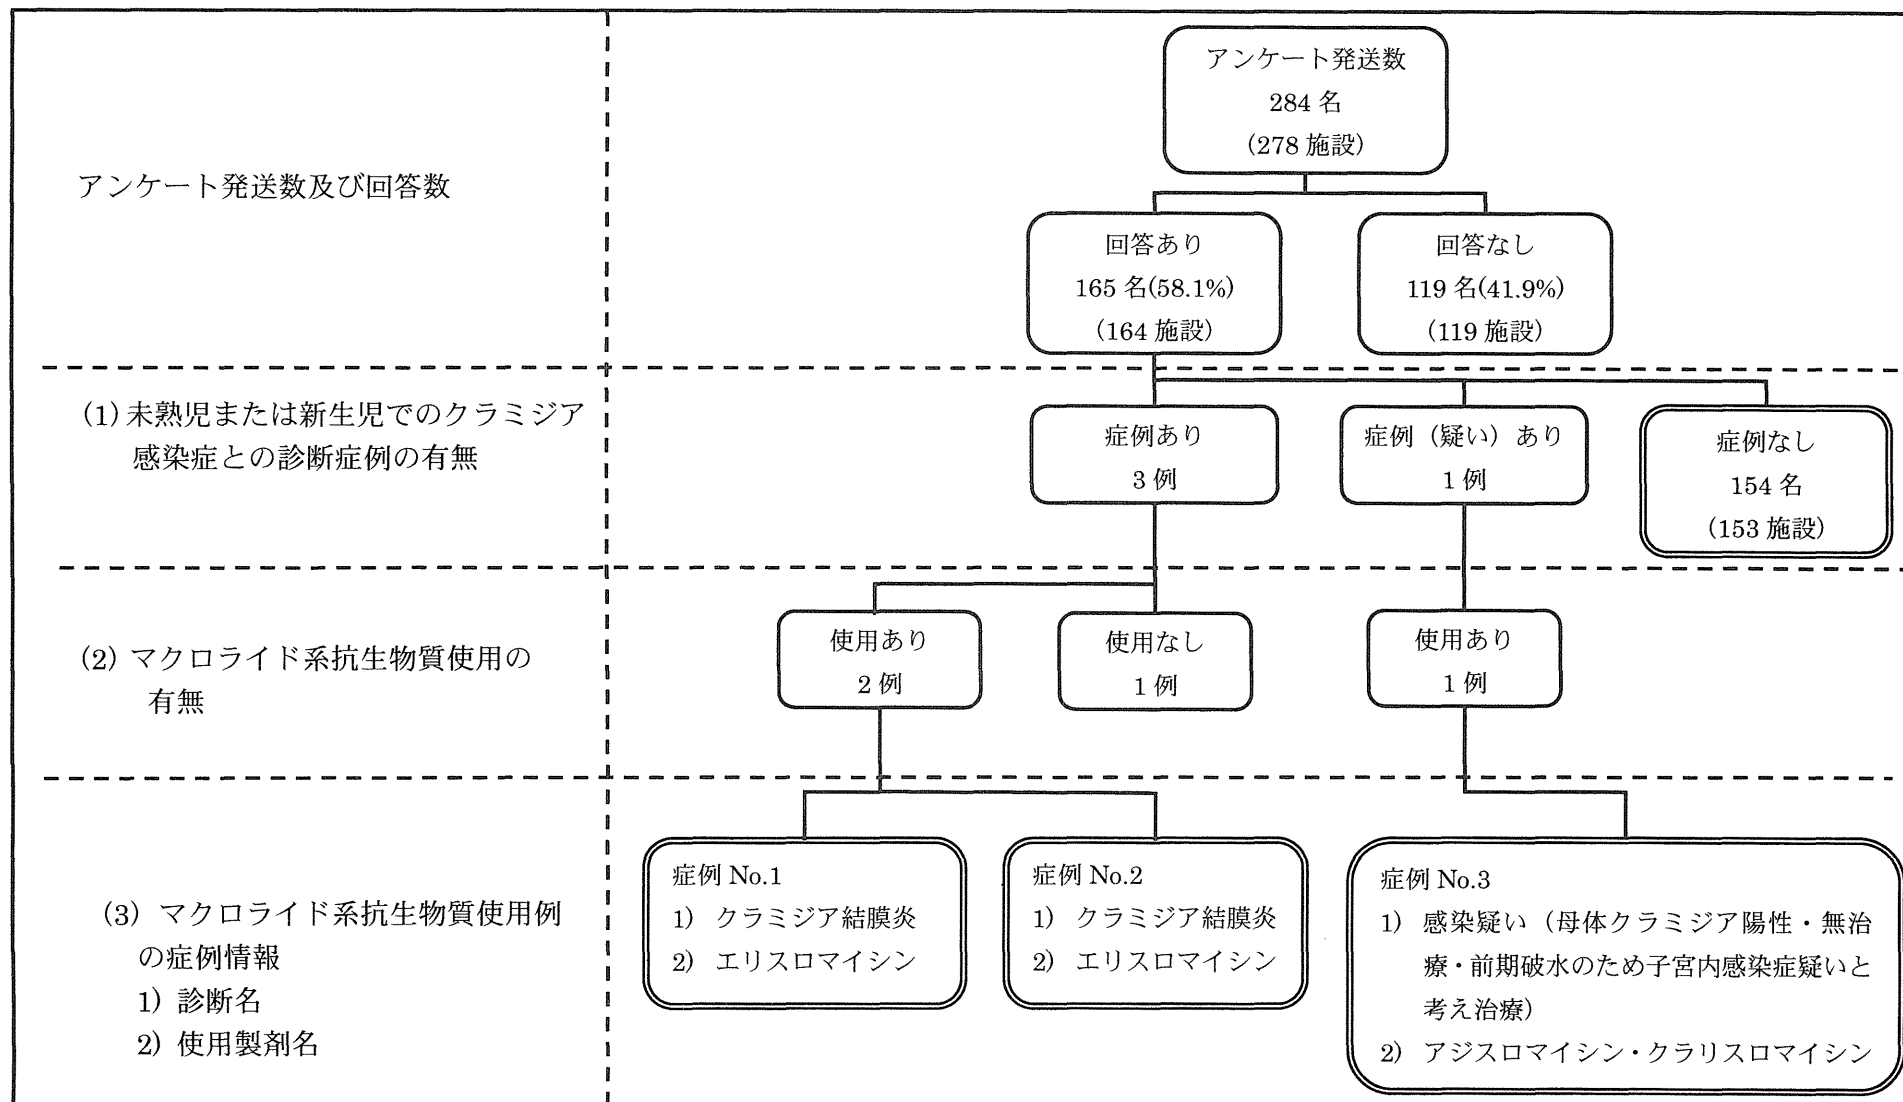 アンケート発送数
284 名
(278 施設)
アンケート発送数及び回答数
回答あり
165 名(58.1%)
(164 施設)
回答なし
119 名(41.9%)
(119 施設)
(1) 未熟児または新生児でのクラミジア
感染症との診断症例の有無
症例あり
3 例
症例（疑い）あり
1 例
症例なし
154 名
(153 施設)
(2) マクロライド系抗生物質使用の
有無
使用あり
2 例
使用なし
1 例
使用あり
1 例
(3) マクロライド系抗生物質使用例
の症例情報
1) 診断名
2) 使用製剤名
症例 No.1
1) クラミジア結膜炎
2) エリスロマイシン
症例 No.2
1) クラミジア結膜炎
2) エリスロマイシン
症例 No.3
1) 感染疑い（母体クラミジア陽性・無治
療・前期破水のため子宮内感染症疑いと
考え治療）
2) アジスロマイシン・クラリスロマイシン